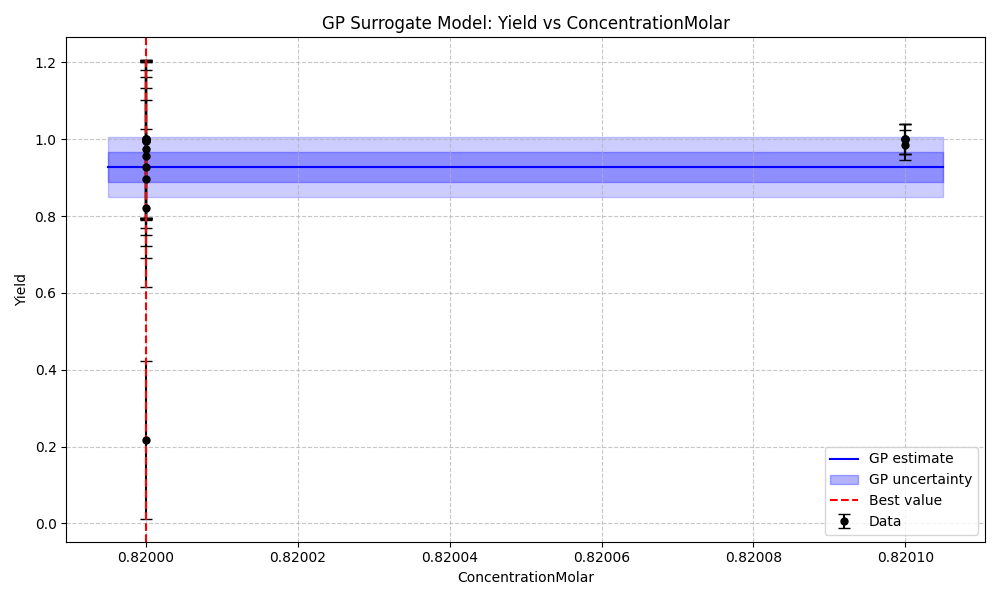 GP Surrogate Model: Yield vs ConcentrationMolar
1.2
1.0
0.8
0.6
0.4
0.2
0.0
Yield
GP estimate
GP uncertainty
Best value
Data
0.82000
0.82002
0.82004
0.82006
0.82008
0.82010
ConcentrationMolar